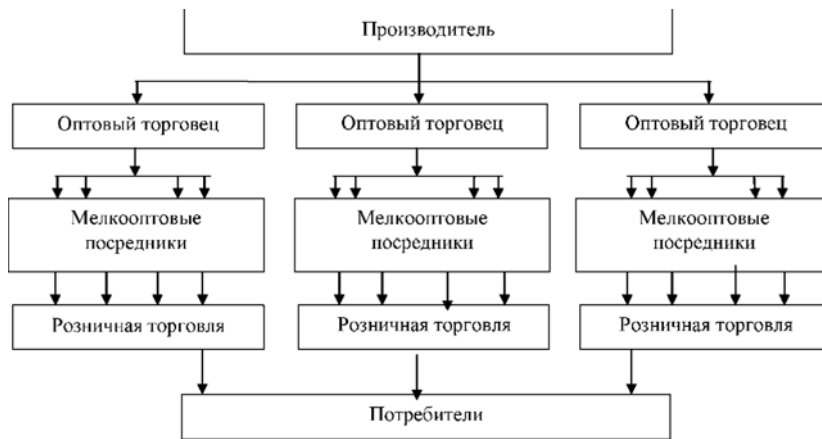 Производитель
Оптовый торговец
Оптовый торговец
Оптовый торговец
Мелкооптовые
посредники
Мелкооптовые
посредники
Мелкооптовые
посредники
Розничная торговля
Розничная торговля
Розничная торговля
Потребители